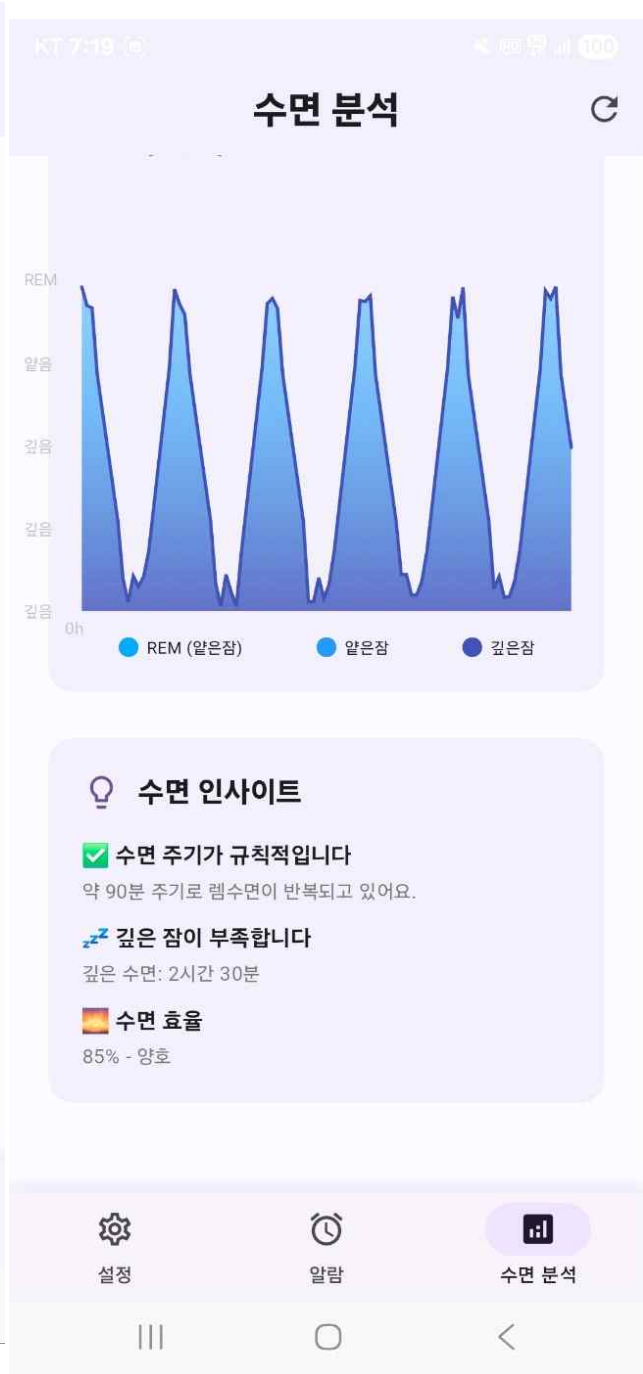 KT 7:19
100
수면 분석
REM
얕음
깊음
깊음
깊음
0h
REM (얕은잠)
얕은잠
깊은잠
수면 인사이트
수면 주기가 규칙적입니다
약 90분 주기로 렘수면이 반복되고 있어요.
깊은 잠이 부족합니다
깊은 수면: 2시간 30분
수면 효율
85% - 양호
설정
알람
수면 분석